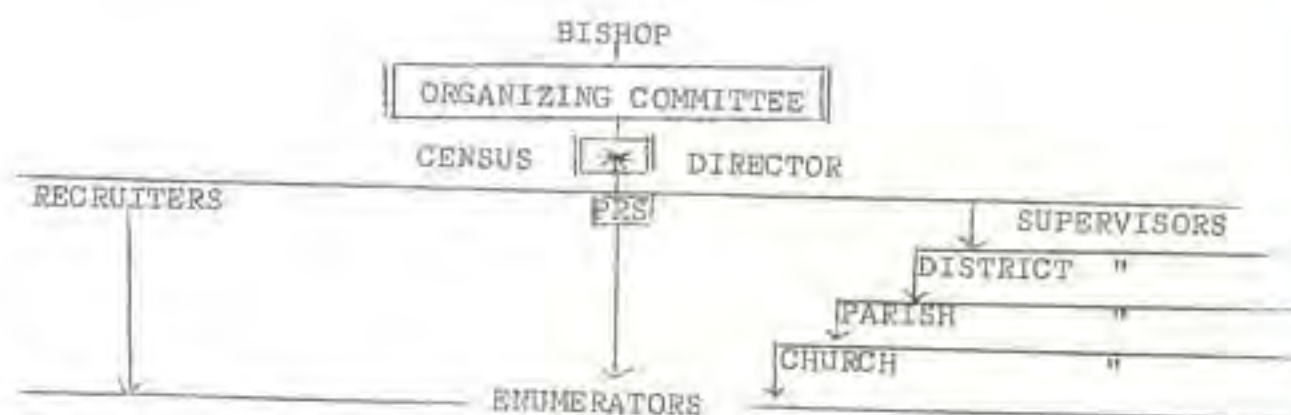 BISHOP
ORGANIZING COMMITTEE
CENSUS DIRECTOR
RECRUITERS
PRS
SUPERVISORS
DISTRICT "
PARISH "
CHURCH "
ENUMERATORS